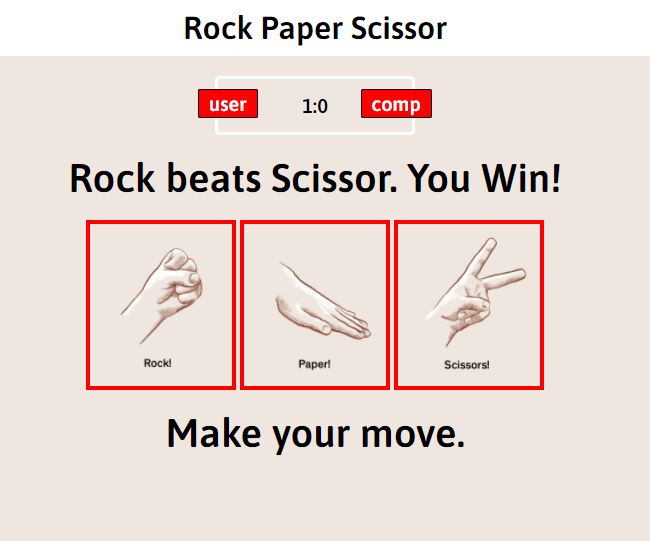 Rock Paper Scissor
user 1:0 comp
Rock beats Scissor. You Win!
Rock! Paper! Scissors!
Make your move.